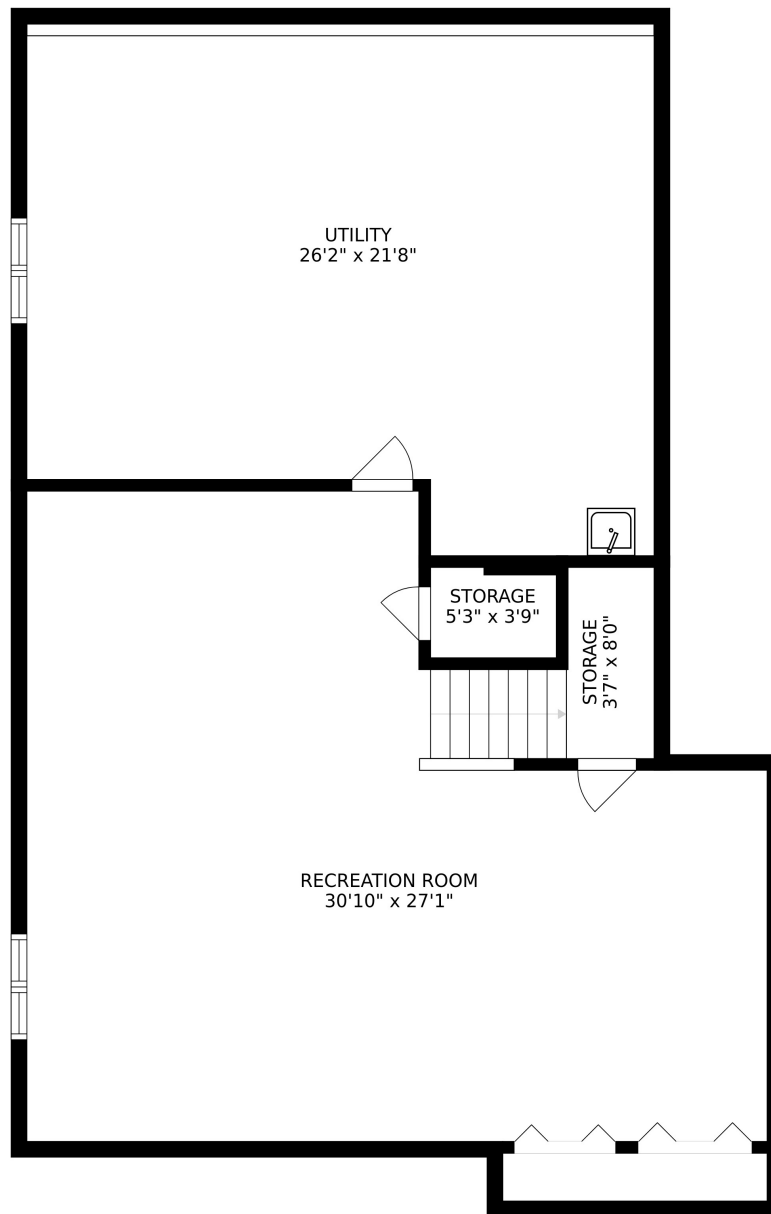 UTILITY
26'2" x 21'8"
STORAGE
5'3" x 3'9"
STORAGE
3'7" x 8'0"
RECREATION ROOM
30'10" x 27'1"